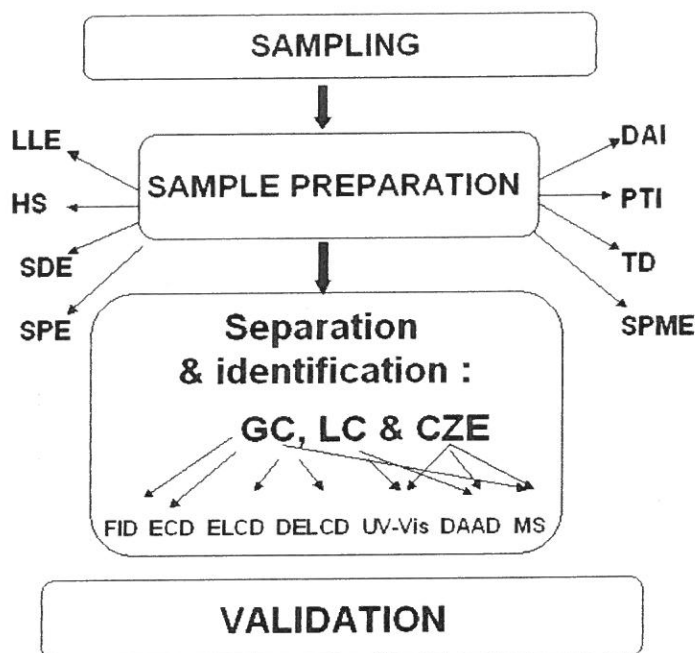 SAMPLING
LLE
DAI
SAMPLE PREPARATION
HS
PTI
SDE
TD
SPE
SPME
Separation
& identification :
GC, LC & CZE
FID ECD ELCD DELCD UV-Vis DAAD MS
VALIDATION